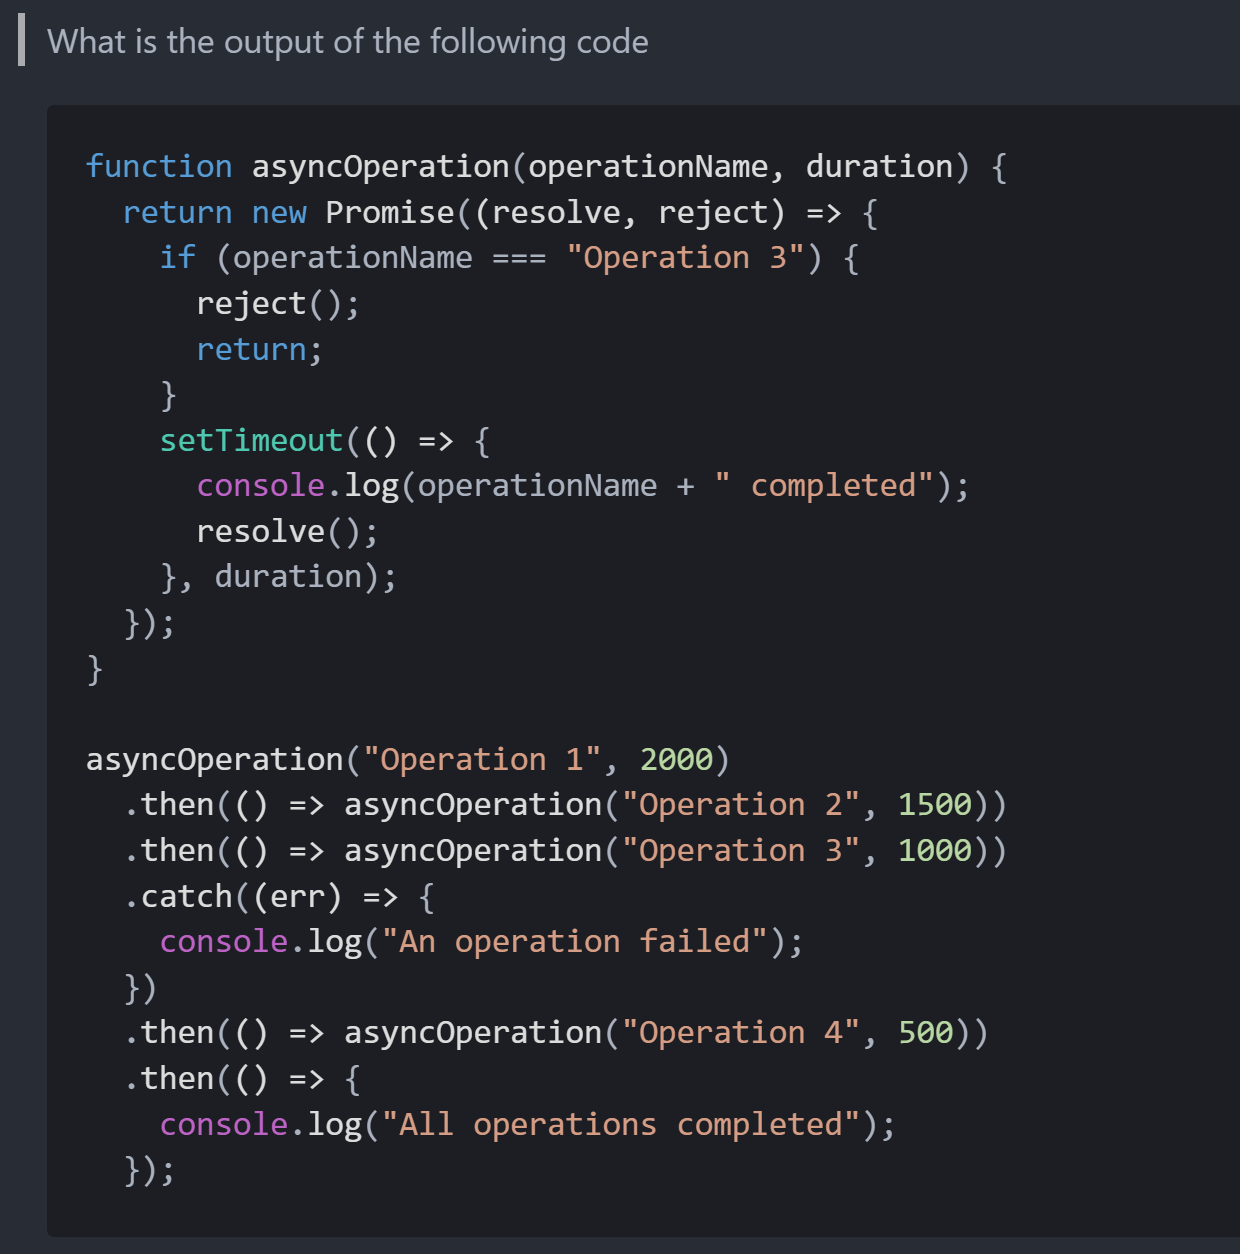 What is the output of the following code
function asyncOperation(operationName, duration) {
  return new Promise((resolve, reject) => {
    if (operationName === "Operation 3") {
      reject();
      return;
    }
    setTimeout(() => {
      console.log(operationName + " completed");
      resolve();
    }, duration);
  });
}

asyncOperation("Operation 1", 2000)
  .then(() => asyncOperation("Operation 2", 1500))
  .then(() => asyncOperation("Operation 3", 1000))
  .catch((err) => {
    console.log("An operation failed");
  })
  .then(() => asyncOperation("Operation 4", 500))
  .then(() => {
    console.log("All operations completed");
  });